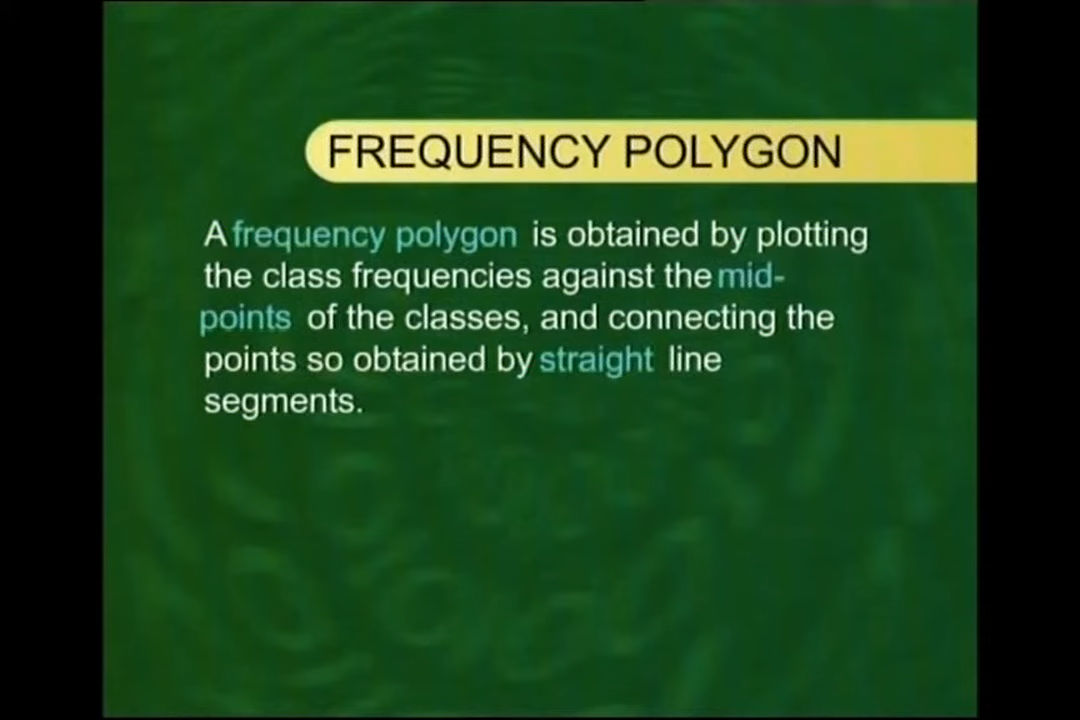 FREQUENCY POLYGON
A frequency polygon is obtained by plotting
the class frequencies against the mid-
points of the classes, and connecting the
points so obtained by straight line
segments.